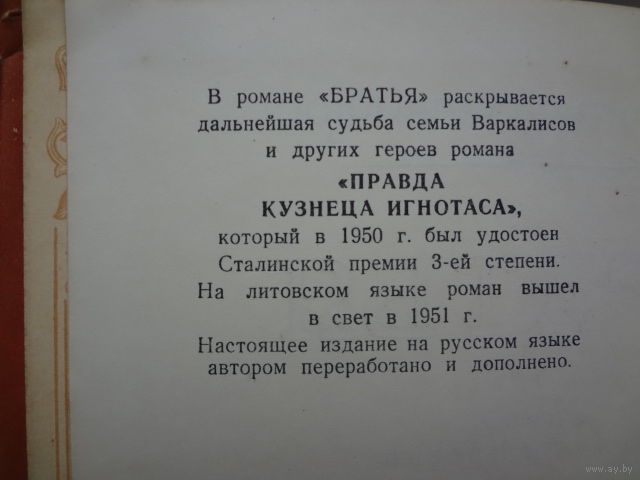 В романе «БРАТЬЯ» раскрывается
дальнейшая судьба семьи Варкалисов
и других героев романа
«ПРАВДА
КУЗНЕЦА ИГНОТАСА»,
который в 1950 г. был удостоен
Сталинской премии 3-ей степени.
На литовском языке роман вышел
в свет в 1951 г.
Настоящее издание на русском языке
автором переработано и дополнено.
www.ay.by